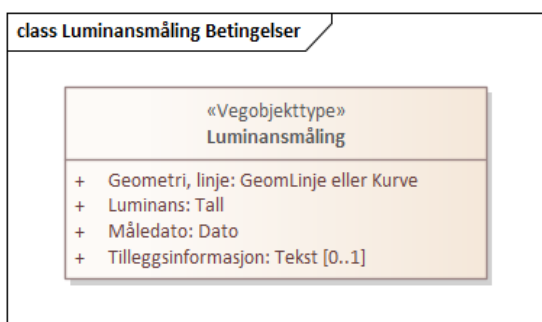 class Luminansmåling Betingelser
«Vegobjekttype»
Luminansmåling
+ Geometri, linje: GeomLinje eller Kurve
+ Luminans: Tall
+ Måledato: Dato
+ Tilleggsinformasjon: Tekst [0..1]